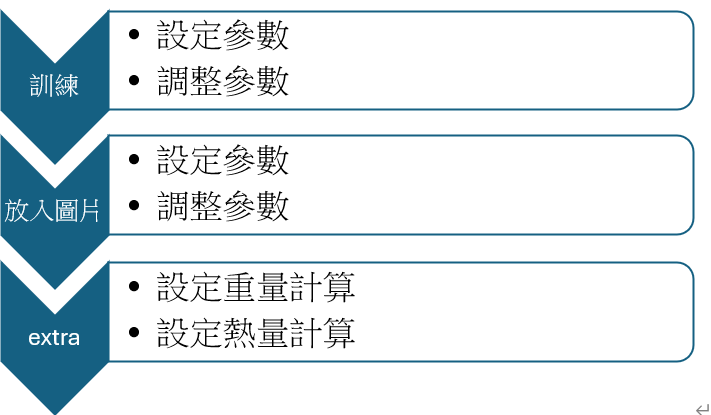 訓練
• 設定參數
• 調整參數
放入圖片
• 設定參數
• 調整參數
extra
• 設定重量計算
• 設定熱量計算